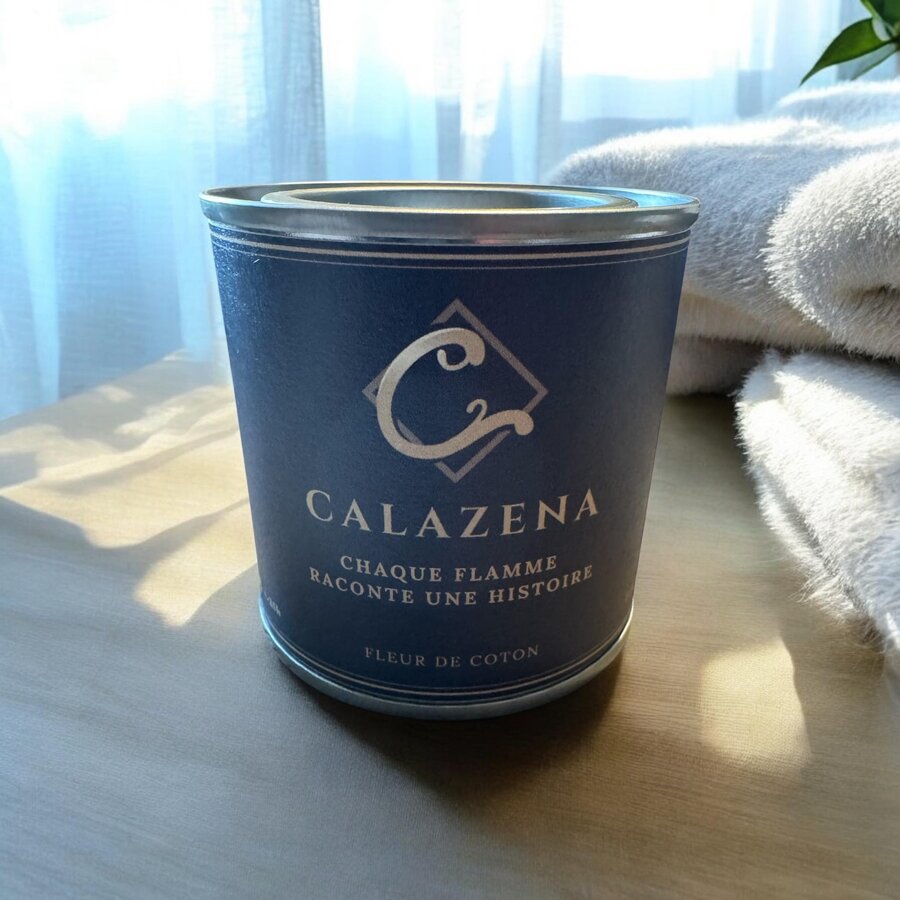 CALAZENA
CHAQUE FLAMME
RACONTE UNE HISTOIRE
FLEUR DE COTON